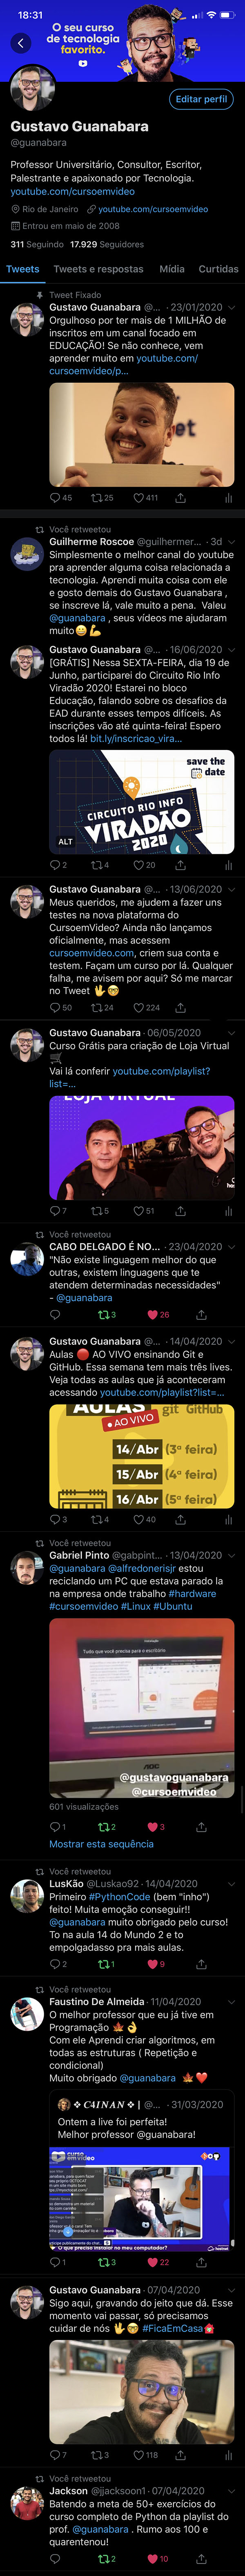 18:31
O seu curso
de tecnologia
favorito.
Editar perfil
Gustavo Guanabara
@guanabara
Professor Universitário, Consultor, Escritor,
Palestrante e apaixonado por Tecnologia.
youtube.com/cursoemvideo
Rio de Janeiro youtube.com/cursoemvideo
Entrou em maio de 2008
311 Seguindo 17.929 Seguidores
Tweets Tweets e respostas Mídia Curtidas
Tweet Fixado
Gustavo Guanabara @... · 23/01/2020
Orgulhoso por ter mais de 1 MILHÃO de
inscritos em um canal focado em
EDUCAÇÃO! Se não conhece, vem
aprender muito em youtube.com/
cursoemvideo/p...
et
45 25 411
Você retweetou
Guilherme Roscoe @guilhermer... · 3d
Simplesmente o melhor canal do youtube
pra aprender alguma coisa relacionada a
tecnologia. Aprendi muita coisa com ele
e gosto demais do Gustavo Guanabara ,
se inscreve lá, vale muito a pena. Valeu
@guanabara , seus vídeos me ajudaram
muito😀💪
Gustavo Guanabara @... · 16/06/2020
[GRÁTIS] Nessa SEXTA-FEIRA, dia 19 de
Junho, participarei do Circuito Rio Info
Viradão 2020! Estarei no bloco
Educação, falando sobre os desafios da
EAD durante esses tempos difíceis. As
inscrições vão até quinta-feira! Espero
todos lá! bit.ly/inscricao_vira...
save the
date
CIRCUITO RIO INFO
VIRADÃO
2020
ALT
2 4 20
Gustavo Guanabara @... · 13/06/2020
Meus queridos, me ajudem a fazer uns
testes na nova plataforma do
CursoemVídeo? Ainda não lançamos
oficialmente, mas acessem
cursoemvideo.com, criem sua conta e
testem. Façam um curso por lá. Qualquer
falha, me avisem por aqui? Só me marcar
no Tweet 🖖🤓
50 24 224
Gustavo Guanabara · 06/05/2020
Curso Grátis para criação de Loja Virtual
🛒
Vai lá conferir youtube.com/playlist?
list=...
LOJA VIRTUAL
7 5 51
Você retweetou
CABO DELGADO É NO... · 23/04/2020
"Não existe linguagem melhor do que
outras, existem linguagens que te
atendem determinadas necessidades"
- @guanabara
3 26
Gustavo Guanabara @... · 14/04/2020
Aulas 🔴 AO VIVO ensinando Git e
GitHub. Essa semana tem mais três lives.
Veja todas as aulas que já aconteceram
acessando youtube.com/playlist?list=...
AULAS git GitHub
AO VIVO
14/Abr (3ª feira)
15/Abr (4ª feira)
16/Abr (5ª feira)
3 4 40
Você retweetou
Gabriel Pinto @gabpint... · 13/04/2020
@guanabara @alfredonerisjr estou
reciclando um PC que estava parado la
na empresa onde trabalho #hardware
#cursoemvideo #Linux #Ubuntu
Tudo que você precisa para o escritório
AOC
@gustavoguanabara
@cursoemvideo
601 visualizações
1 2 3
Mostrar esta sequência
Você retweetou
LusKão @Luskao92 · 14/04/2020
Primeiro #PythonCode (bem "inho")
feito! Muita emoção conseguir!!
@guanabara muito obrigado pelo curso!
To na aula 14 do Mundo 2 e to
empolgadasso pra mais aulas.
2 1 9
Você retweetou
Faustino De Almeida · 11/04/2020
O melhor professor que eu já tive em
Programação 🍁👌
Com ele Aprendi criar algoritmos, em
todas as estruturas ( Repetição e
condicional)
Muito obrigado @guanabara 🍁❤️
❖ C4INAN ❖ | @... · 31/03/2020
Ontem a live foi perfeita!
Melhor professor @guanabara!
CURSO
emvídeo
O que preciso instalar no meu computador?
1 3 22
Gustavo Guanabara · 07/04/2020
Sigo aqui, gravando do jeito que dá. Esse
momento vai passar, só precisamos
cuidar de nós 🖖🤓 #FicaEmCasa
7 3 118
Você retweetou
Jackson @jjacksoon1 · 07/04/2020
Batendo a meta de 50+ exercícios do
curso completo de Python da playlist do
prof. @guanabara . Rumo aos 100 e
quarentenou!
2 10